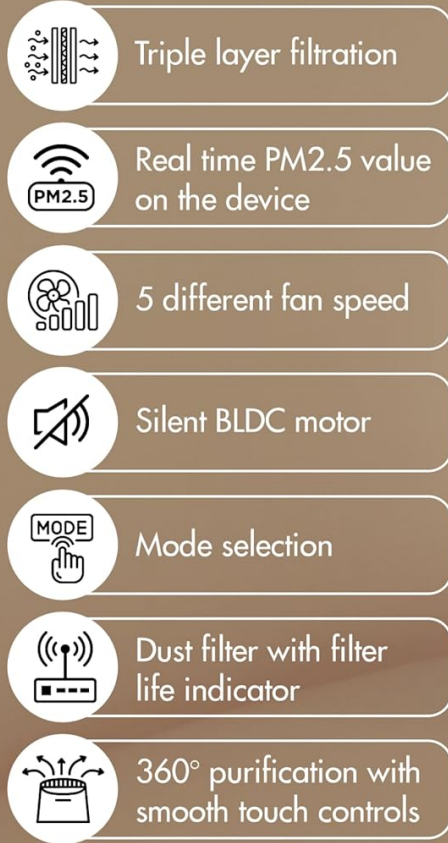 Triple layer filtration
PM2.5
Real time PM2.5 value
on the device
5 different fan speed
Silent BLDC motor
MODE
Mode selection
Dust filter with filter
life indicator
360° purification with
smooth touch controls